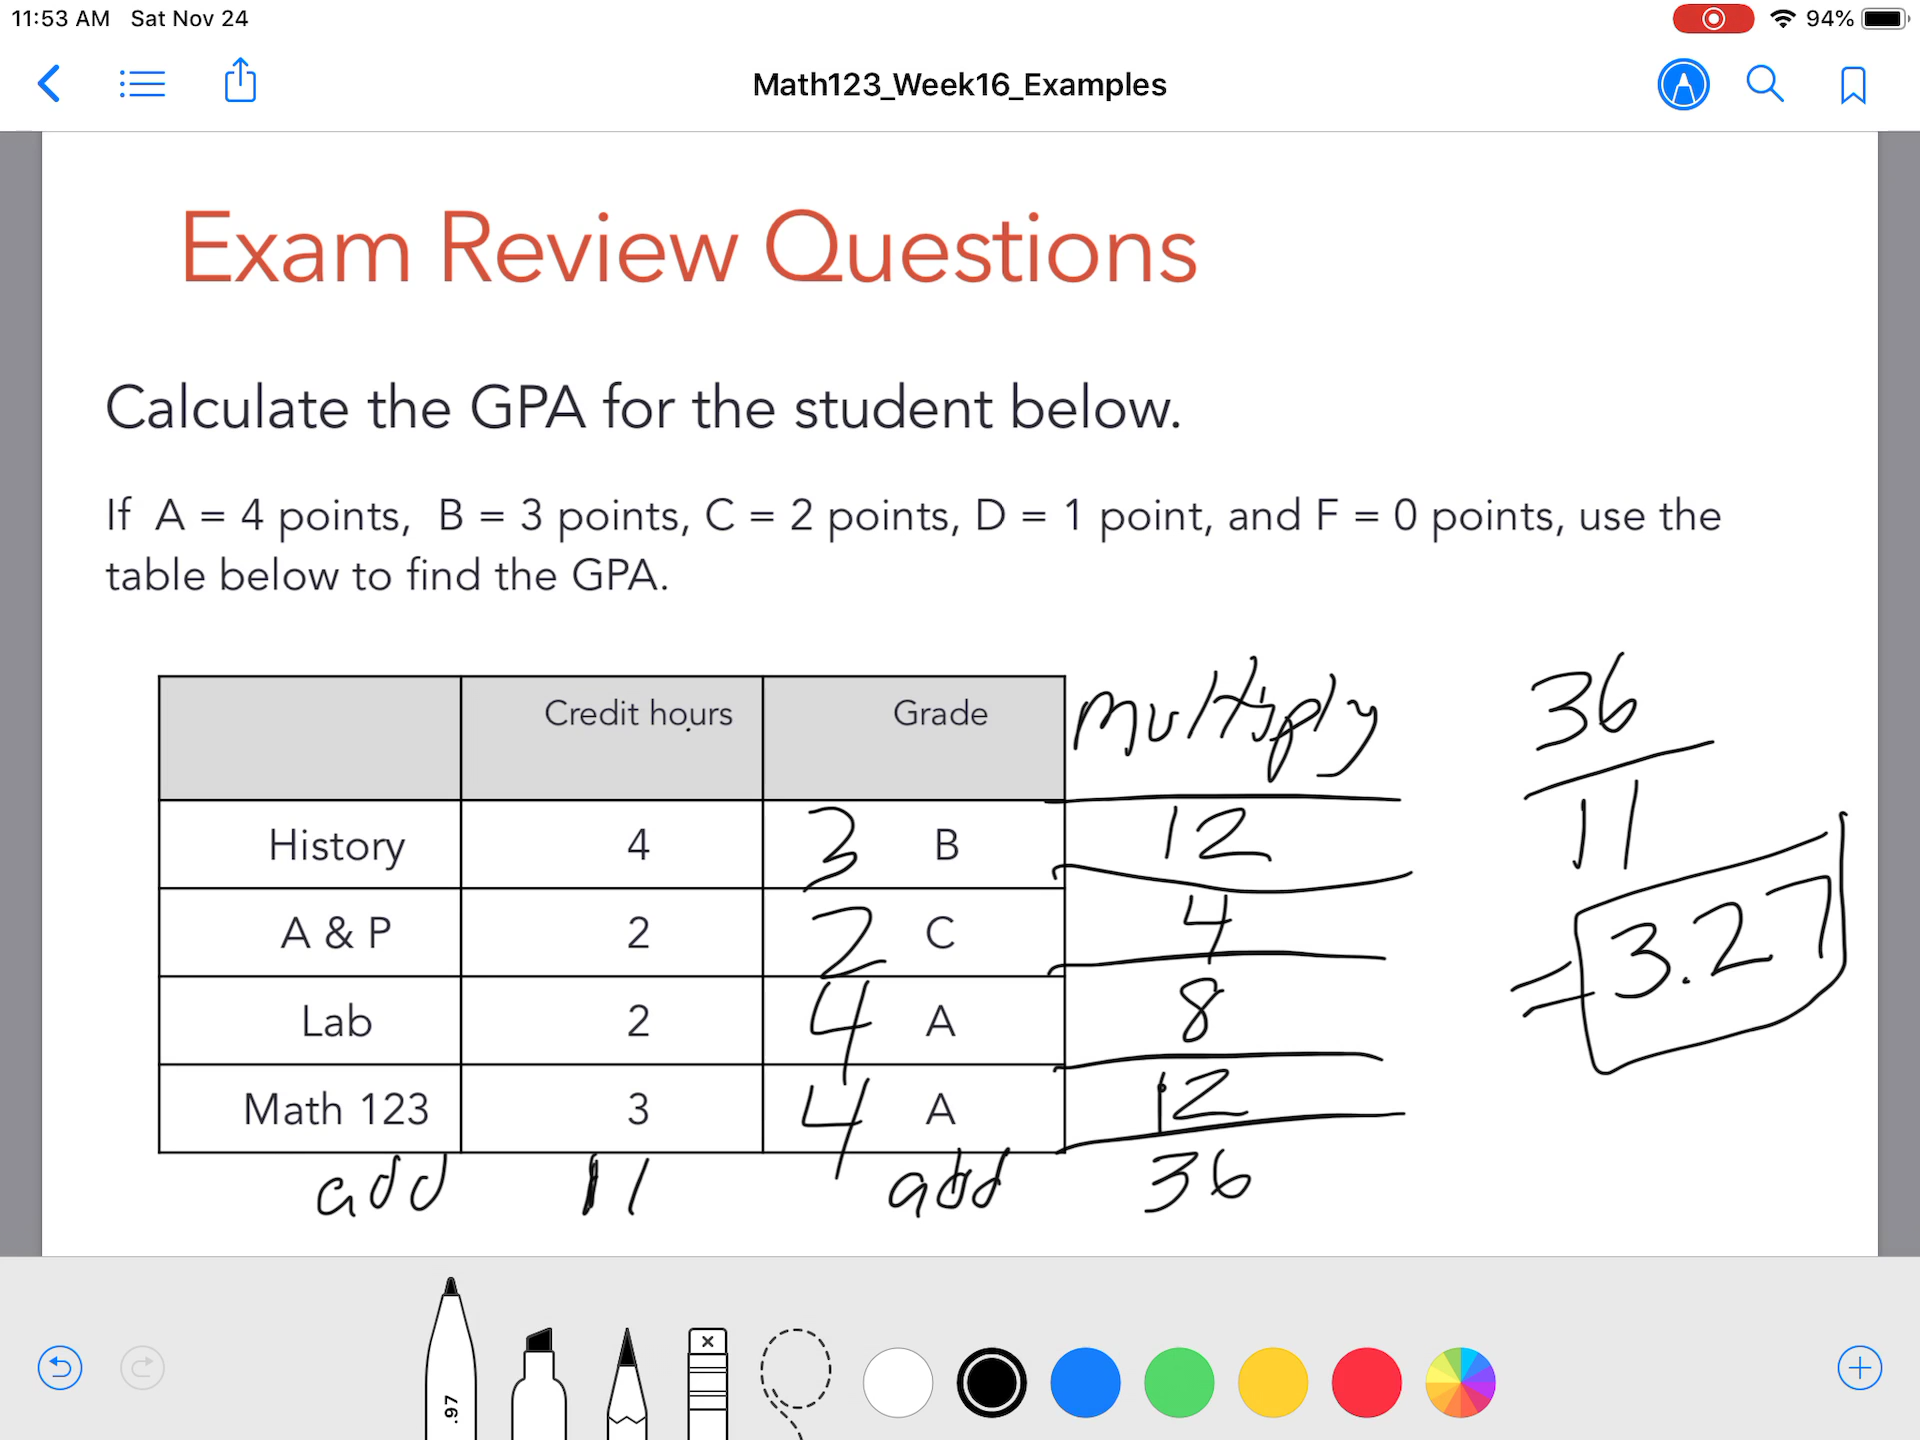 11:53 AM Sat Nov 24
94%
Math123_Week16_Examples
Exam Review Questions
Calculate the GPA for the student below.
If A = 4 points, B = 3 points, C = 2 points, D = 1 point, and F = 0 points, use the
table below to find the GPA.
Credit hours Grade multiply
History 4 3 B 12
A & P 2 2 C 4
Lab 2 4 A 8
Math 123 3 4 A 12
add 11 add 36
36
11
= 3.27
.97